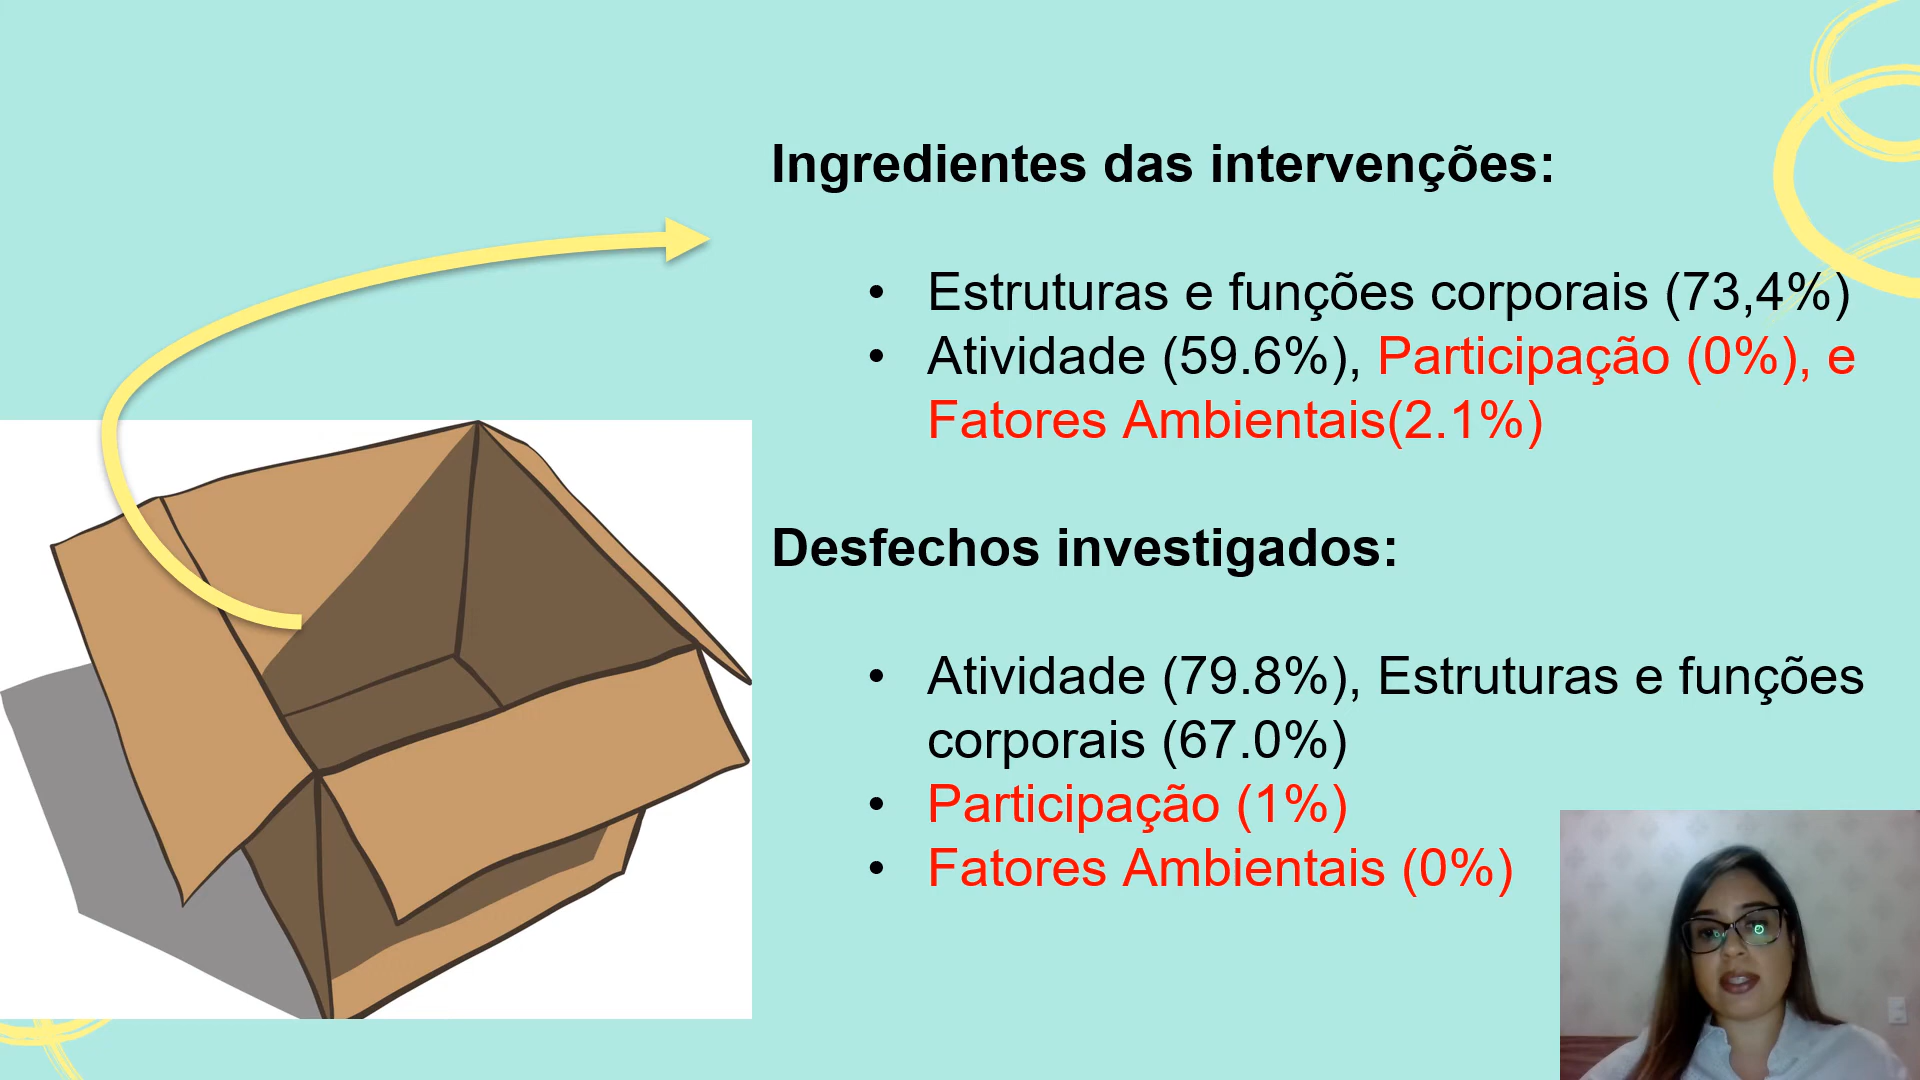 Ingredientes das intervenções:
• Estruturas e funções corporais (73,4%)
• Atividade (59.6%), Participação (0%), e
Fatores Ambientais(2.1%)
Desfechos investigados:
• Atividade (79.8%), Estruturas e funções
corporais (67.0%)
• Participação (1%)
• Fatores Ambientais (0%)